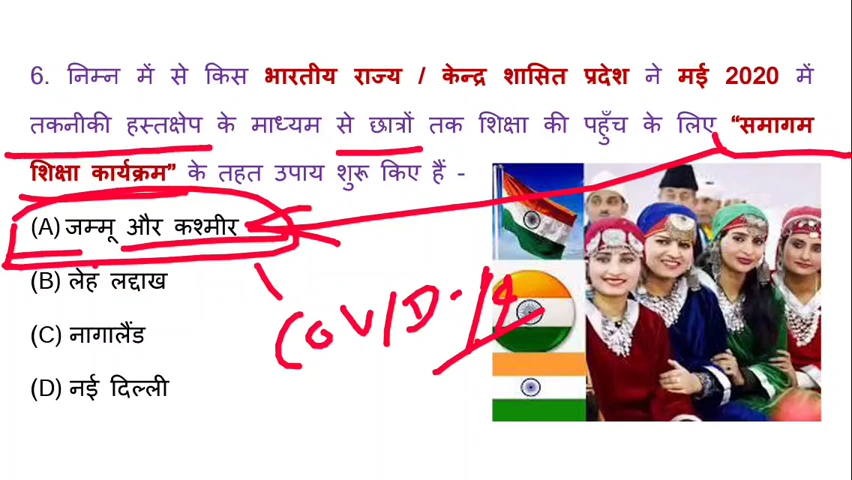 6. निम्न में से किस भारतीय राज्य / केन्द्र शासित प्रदेश ने मई 2020 में
तकनीकी हस्तक्षेप के माध्यम से छात्रों तक शिक्षा की पहुँच के लिए “समागम
शिक्षा कार्यक्रम” के तहत उपाय शुरू किए हैं -
(A) जम्मू और कश्मीर
(B) लेह लद्दाख
COVID-19
(C) नागालैंड
(D) नई दिल्ली